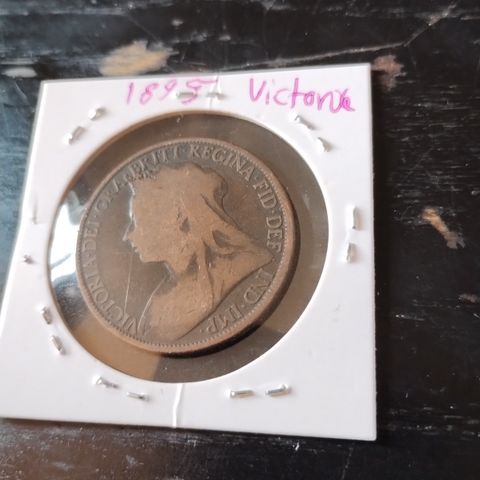 1895 Victoria
VICTORIA·DEI·GRA·BRITT·REGINA·FID·DEF·IND·IMP·